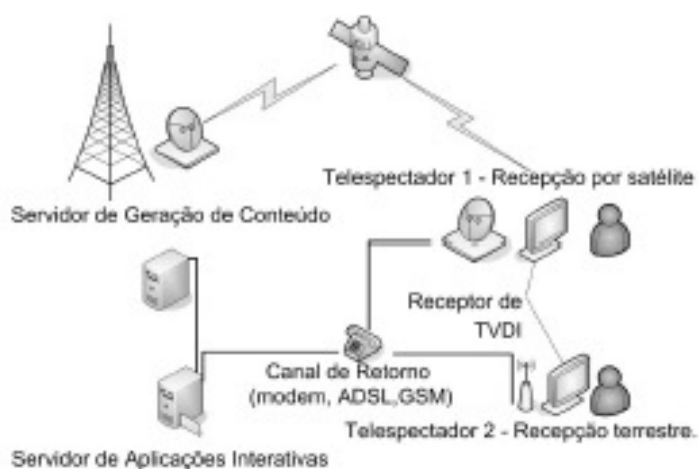 Telespectador 1 - Recepção por satélite
Servidor de Geração de Conteúdo
Receptor de
TVDI
Canal de Retorno
(modem, ADSL,GSM)
Telespectador 2 - Recepção terrestre.
Servidor de Aplicações Interativas